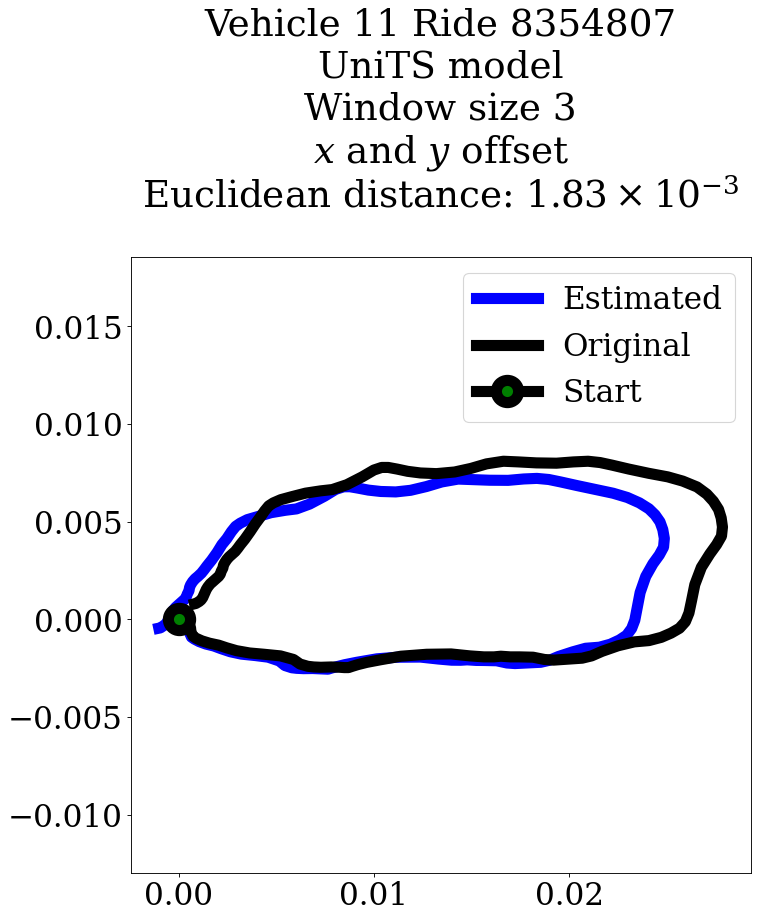 Vehicle 11 Ride 8354807
UniTS model
Window size 3
x and y offset
Euclidean distance: 1.83 × 10⁻³
Estimated
Original
Start
0.015
0.010
0.005
0.000
−0.005
−0.010
0.00 0.01 0.02